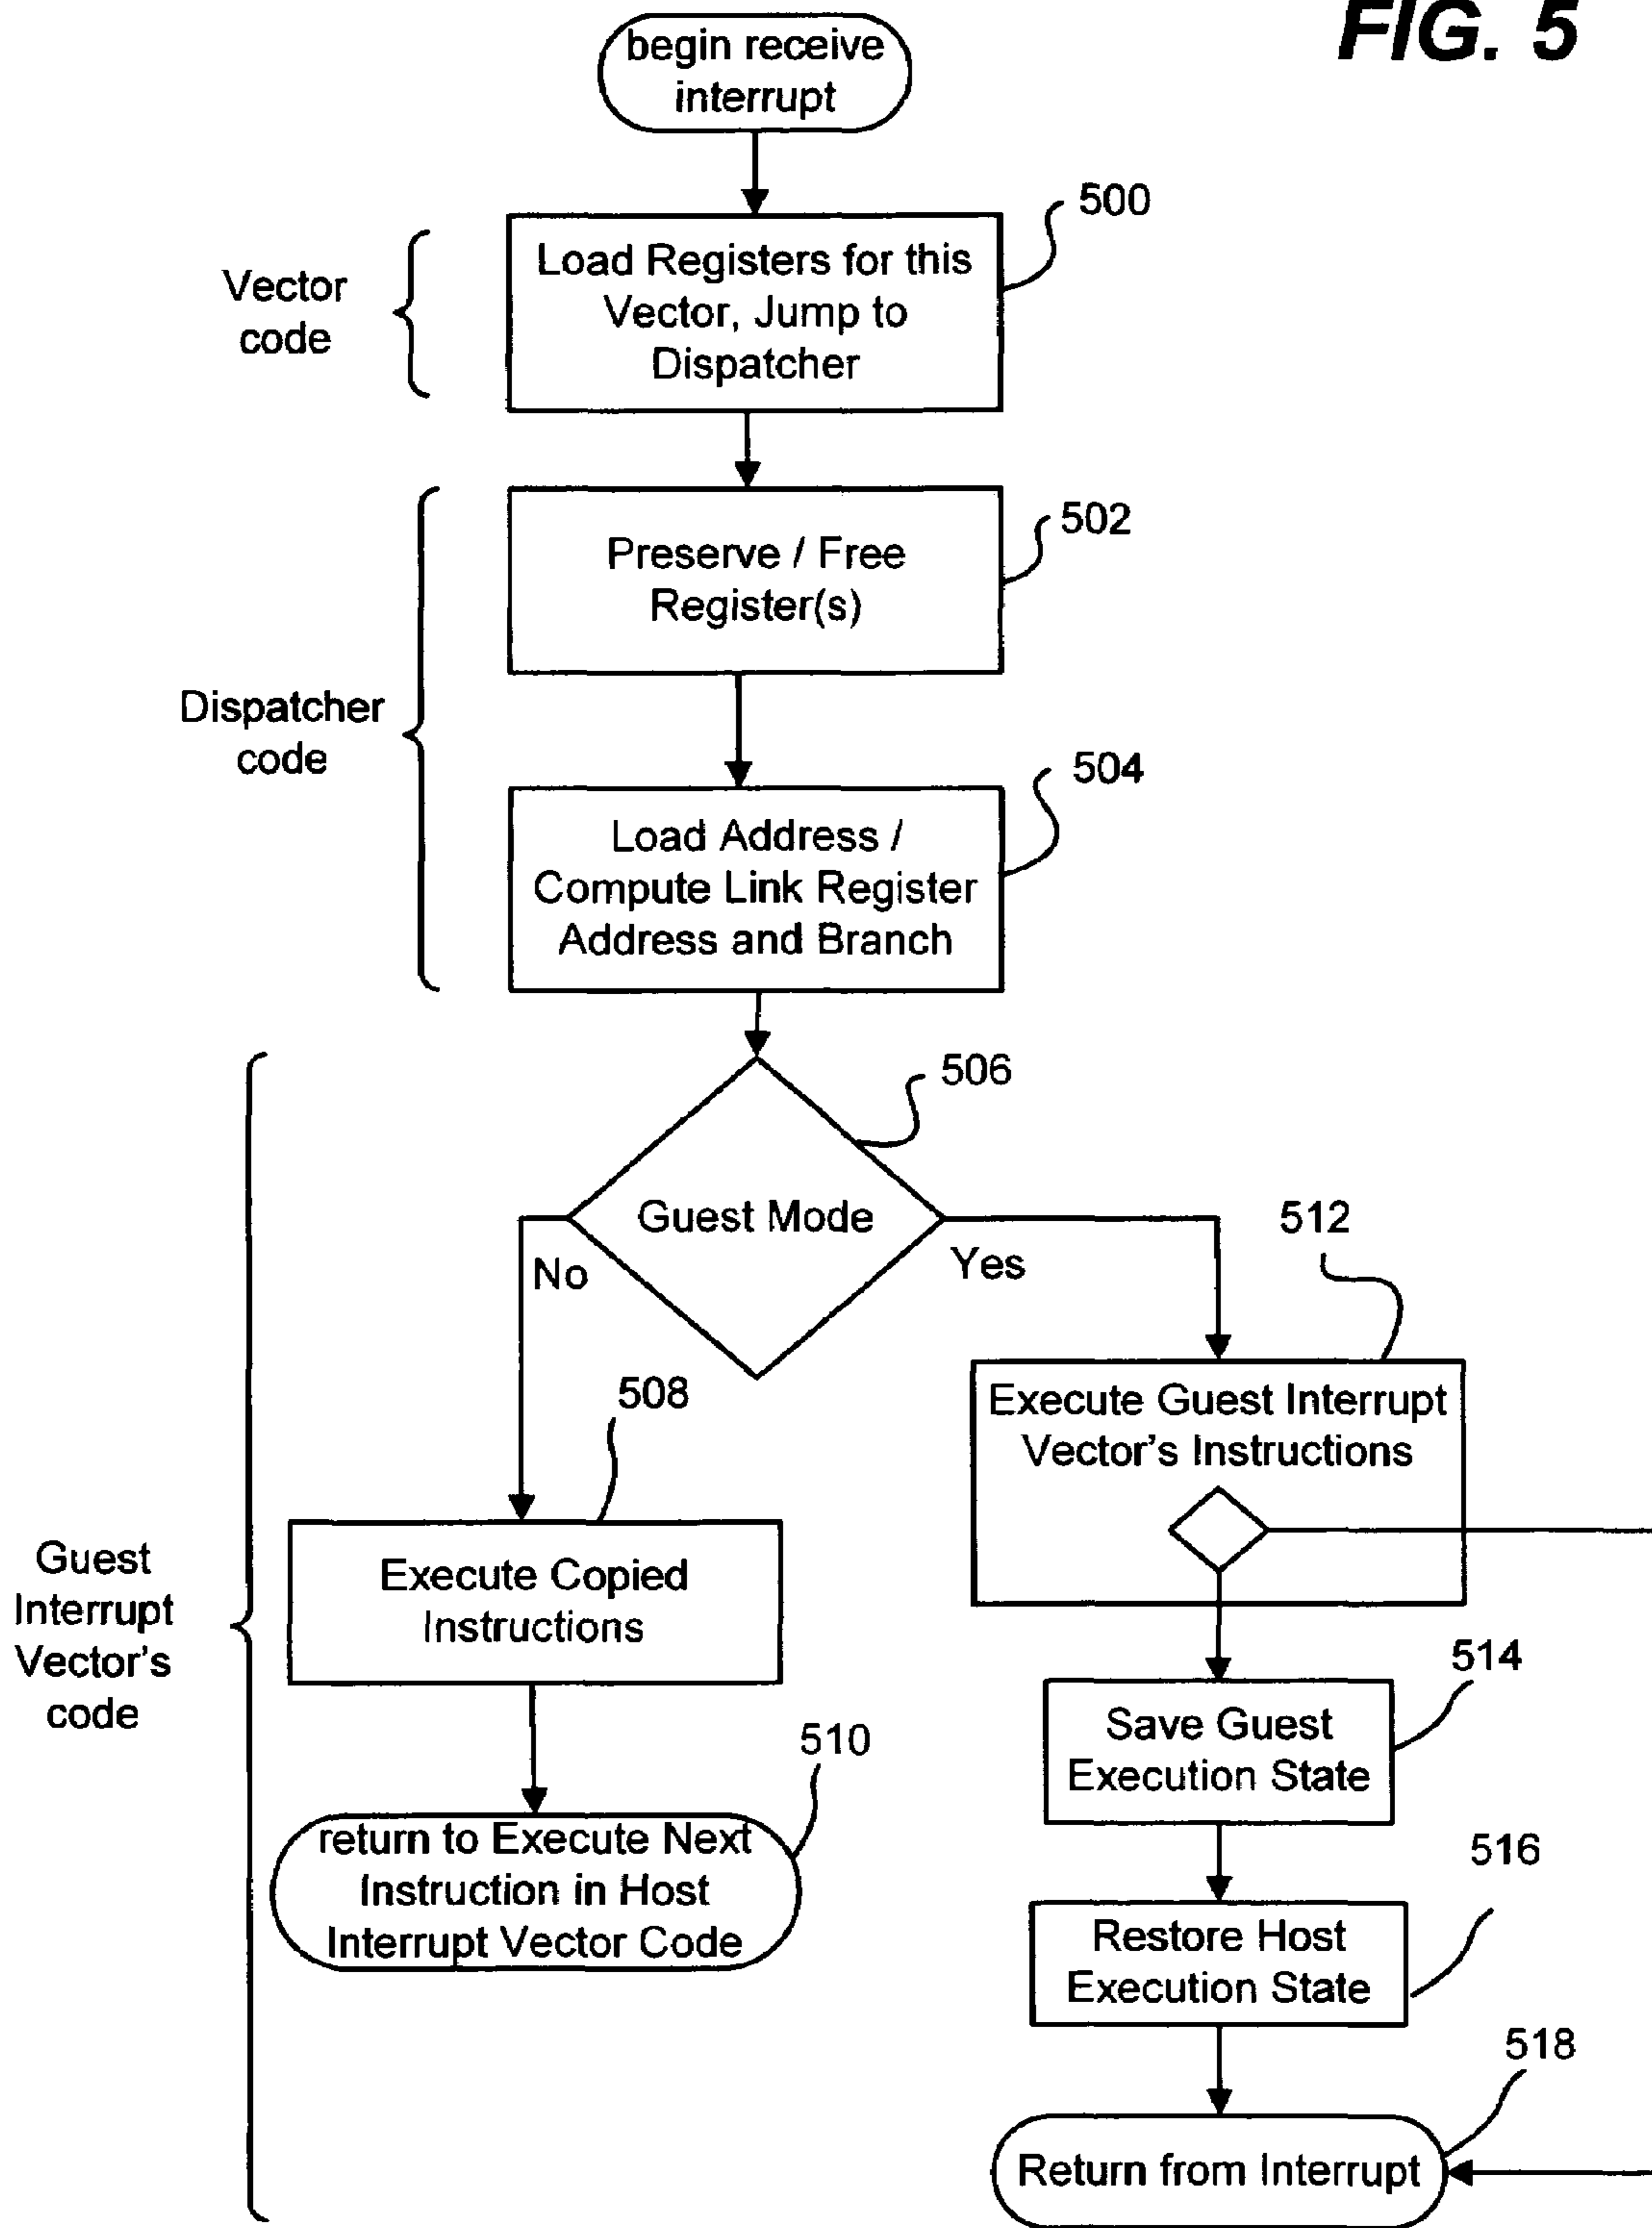 FIG. 5
begin receive
interrupt
500
Load Registers for this
Vector, Jump to
Dispatcher
Vector
code
502
Preserve / Free
Register(s)
Dispatcher
code
504
Load Address /
Compute Link Register
Address and Branch
506
Guest Mode
No
Yes
512
Execute Guest Interrupt
Vector's Instructions
508
Execute Copied
Instructions
Guest
Interrupt
Vector's
code
514
Save Guest
Execution State
510
return to Execute Next
Instruction in Host
Interrupt Vector Code
516
Restore Host
Execution State
518
Return from Interrupt